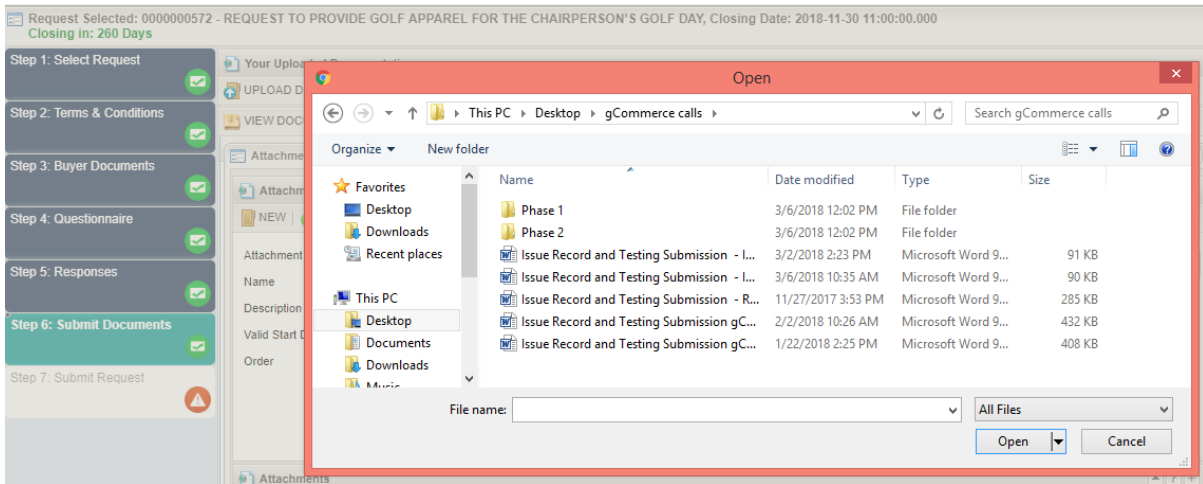 Request Selected: 0000000572 - REQUEST TO PROVIDE GOLF APPAREL FOR THE CHAIRPERSON'S GOLF DAY, Closing Date: 2018-11-30 11:00:00.000
Closing in: 260 Days
Step 1: Select Request
Step 2: Terms & Conditions
Step 3: Buyer Documents
Step 4: Questionnaire
Step 5: Responses
Step 6: Submit Documents
Step 7: Submit Request
Your Uploa
UPLOAD D
VIEW DOC
Attachme
Attachm
NEW
Attachment
Name
Description
Valid Start D
Order
Attachments
Open
This PC Desktop gCommerce calls
Search gCommerce calls
Organize New folder
Favorites
Desktop
Downloads
Recent places
This PC
Desktop
Documents
Downloads
Music
Name Date modified Type Size
Phase 1 3/6/2018 12:02 PM File folder
Phase 2 3/6/2018 12:02 PM File folder
Issue Record and Testing Submission - I... 3/2/2018 2:23 PM Microsoft Word 9... 91 KB
Issue Record and Testing Submission - I... 3/6/2018 10:35 AM Microsoft Word 9... 90 KB
Issue Record and Testing Submission - R... 11/27/2017 3:53 PM Microsoft Word 9... 285 KB
Issue Record and Testing Submission gC... 2/2/2018 10:26 AM Microsoft Word 9... 432 KB
Issue Record and Testing Submission gC... 1/22/2018 2:25 PM Microsoft Word 9... 408 KB
File name: All Files
Open Cancel